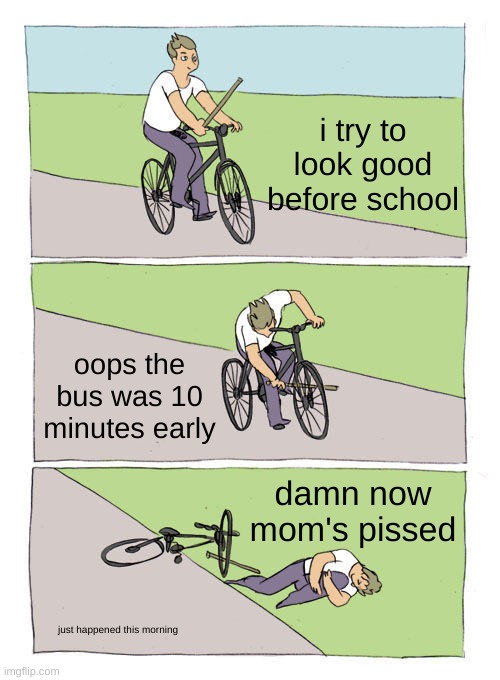 i try to
look good
before school
oops the
bus was 10
minutes early
damn now
mom's pissed
just happened this morning
imgflip.com